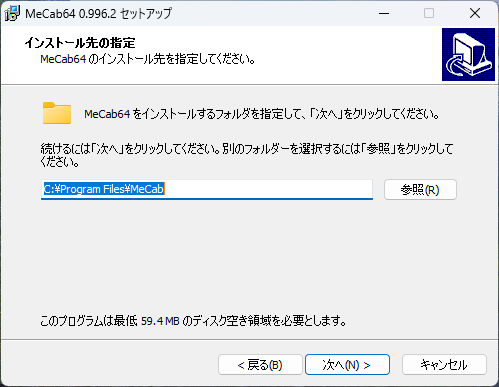 MeCab64 0.996.2 セットアップ
インストール先の指定
MeCab64 のインストール先を指定してください。
MeCab64 をインストールするフォルダを指定して、「次へ」をクリックしてください。
続けるには「次へ」をクリックしてください。別のフォルダーを選択するには「参照」をクリックして
ください。
C:¥Program Files¥MeCab
参照(R)
このプログラムは最低 59.4 MB のディスク空き領域を必要とします。
< 戻る(B)
次へ(N) >
キャンセル